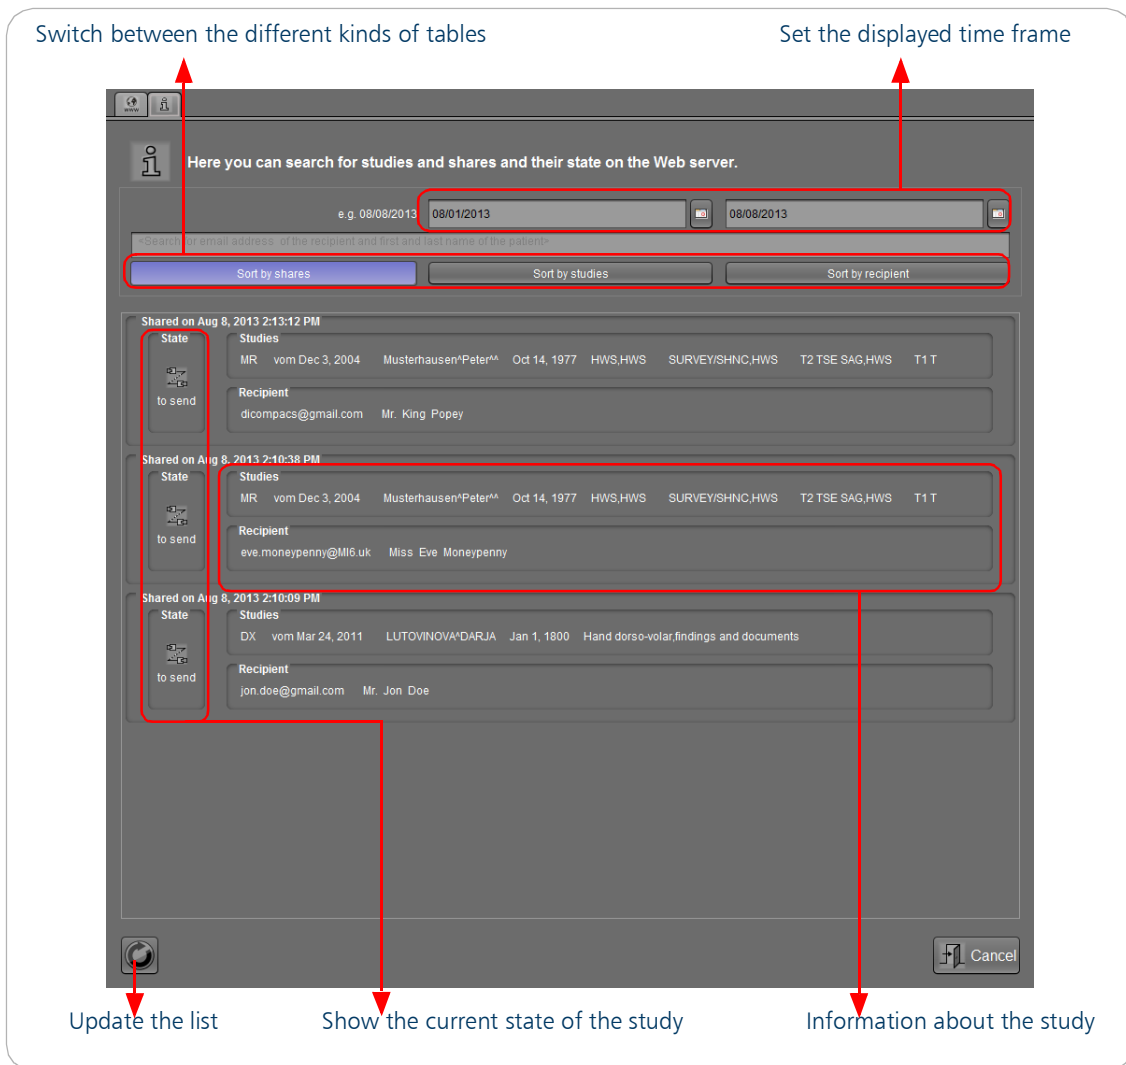 Switch between the different kinds of tables
Set the displayed time frame
www
Here you can search for studies and shares and their state on the Web server.
e.g. 08/08/2013
08/01/2013
08/08/2013
<Search for email address of the recipient and first and last name of the patient>
Sort by shares
Sort by studies
Sort by recipient
Shared on Aug 8, 2013 2:13:12 PM
State
to send
Studies
MR vom Dec 3, 2004 Musterhausen^Peter^^ Oct 14, 1977 HWS,HWS SURVEY/SHNC,HWS T2 TSE SAG,HWS T1 T
Recipient
dicompacs@gmail.com Mr. King Popey
Shared on Aug 8, 2013 2:10:38 PM
State
to send
Studies
MR vom Dec 3, 2004 Musterhausen^Peter^^ Oct 14, 1977 HWS,HWS SURVEY/SHNC,HWS T2 TSE SAG,HWS T1 T
Recipient
eve.moneypenny@MI6.uk Miss Eve Moneypenny
Shared on Aug 8, 2013 2:10:09 PM
State
to send
Studies
DX vom Mar 24, 2011 LUTOVINOVA^DARJA Jan 1, 1800 Hand dorso-volar,findings and documents
Recipient
jon.doe@gmail.com Mr. Jon Doe
Cancel
Update the list
Show the current state of the study
Information about the study